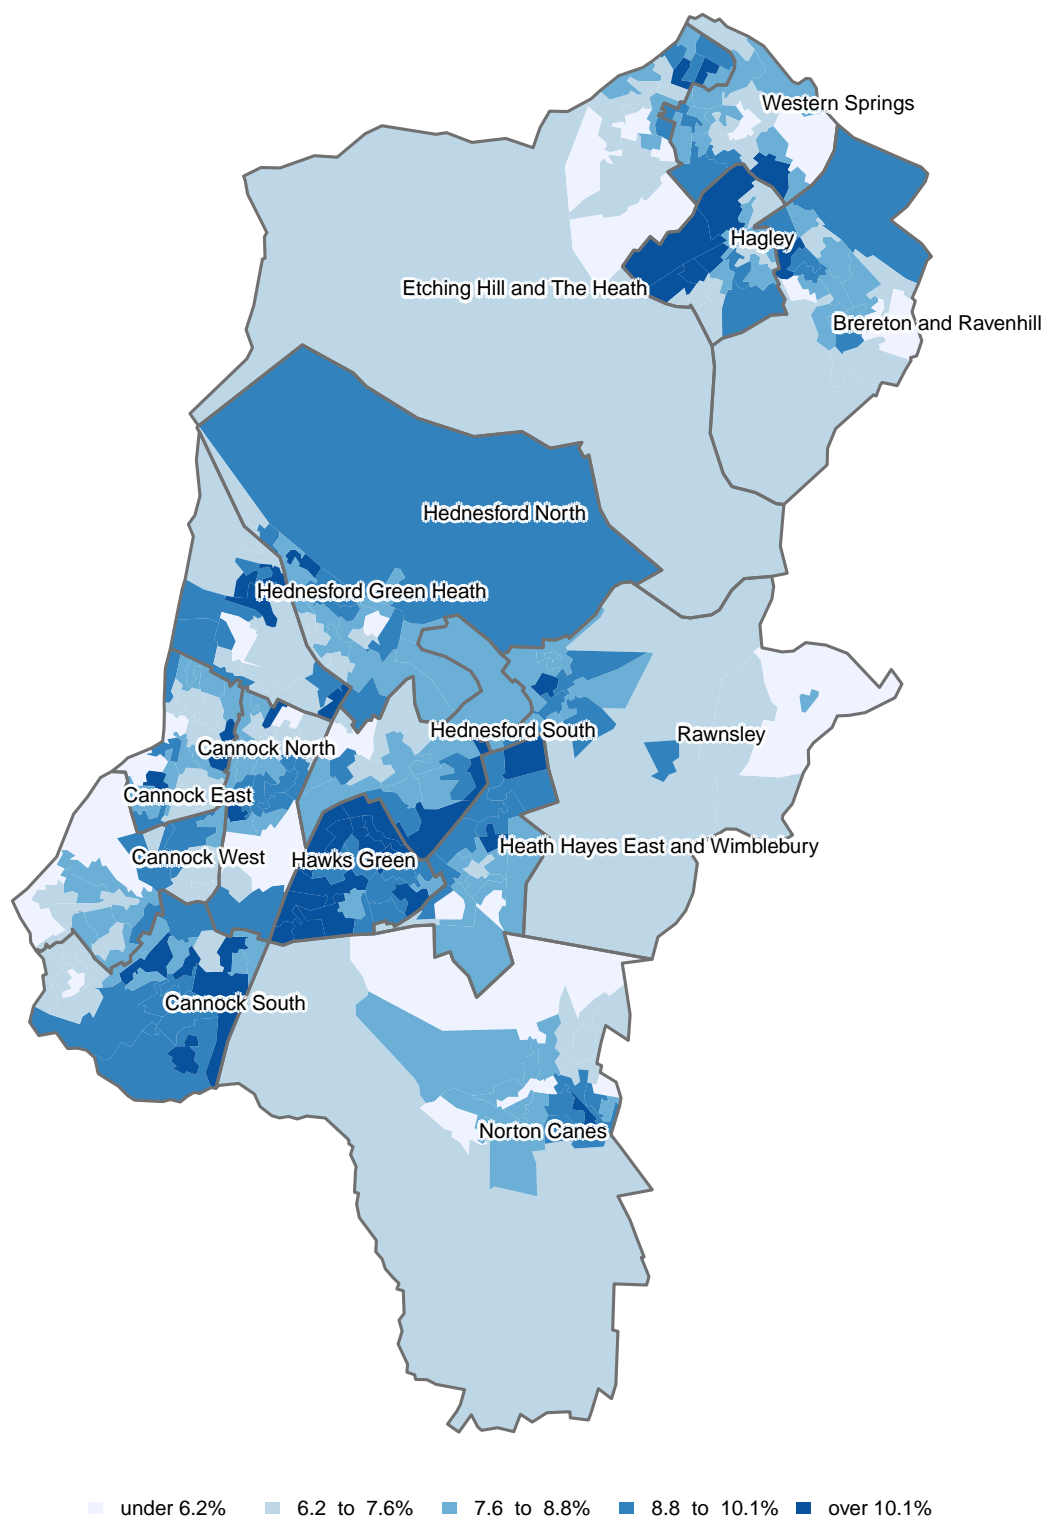 Western Springs
Hagley
Etching Hill and The Heath
Brereton and Ravenhill
Hednesford North
Hednesford Green Heath
Hednesford South
Rawnsley
Cannock North
Cannock East
Heath Hayes East and Wimblebury
Cannock West
Hawks Green
Cannock South
Norton Canes
under 6.2% 6.2 to 7.6% 7.6 to 8.8% 8.8 to 10.1% over 10.1%